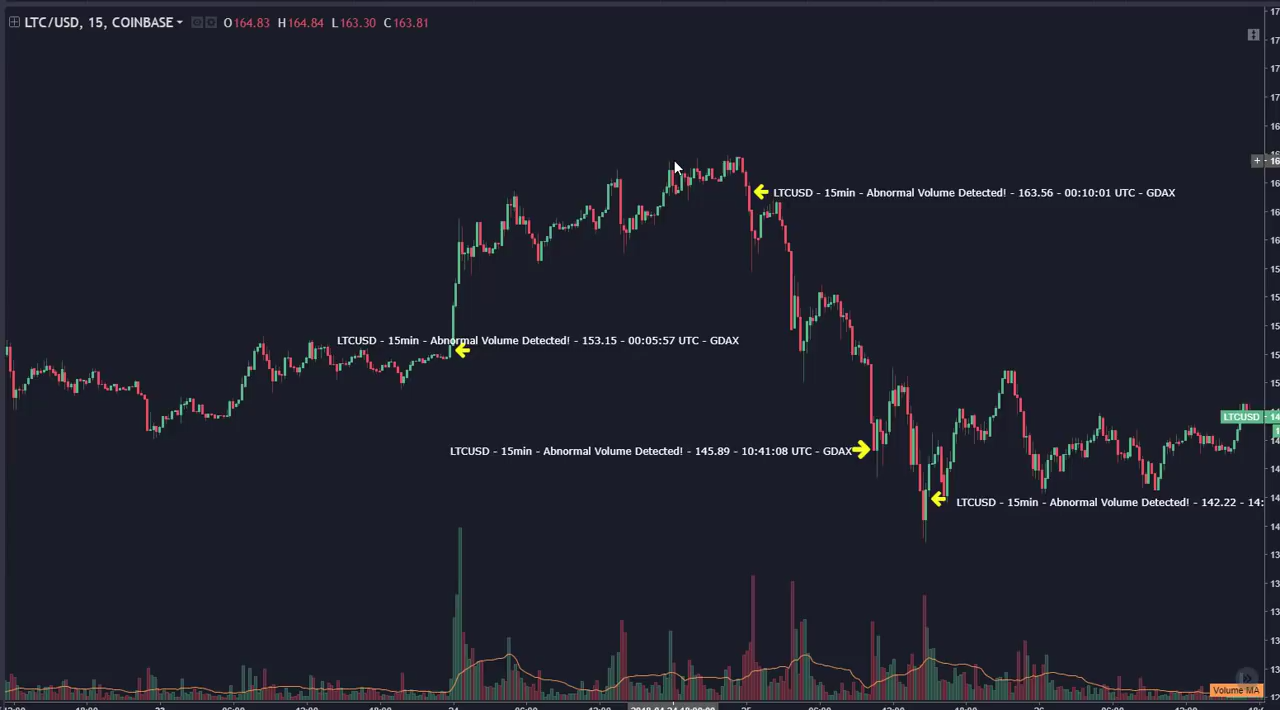 LTC/USD, 15, COINBASE O164.83 H164.84 L163.30 C163.81
LTCUSD - 15min - Abnormal Volume Detected! - 163.56 - 00:10:01 UTC - GDAX
LTCUSD - 15min - Abnormal Volume Detected! - 153.15 - 00:05:57 UTC - GDAX
LTCUSD
LTCUSD - 15min - Abnormal Volume Detected! - 145.89 - 10:41:08 UTC - GDAX
LTCUSD - 15min - Abnormal Volume Detected! - 142.22 - 14:
Volume MA